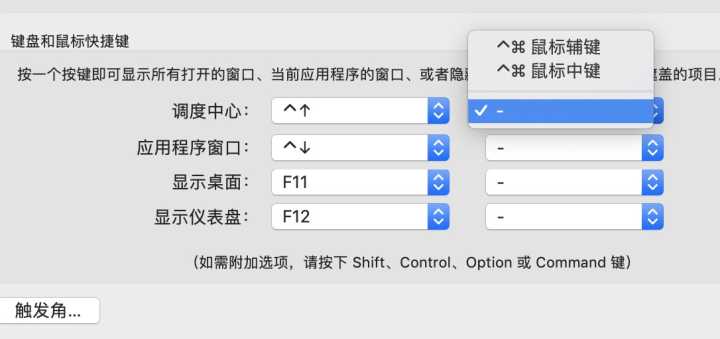 键盘和鼠标快捷键
^⌘ 鼠标辅键
^⌘ 鼠标中键
按一个按键即可显示所有打开的窗口、当前应用程序的窗口、或者隐
盖的项目
调度中心： ^↑ ✓ -
应用程序窗口： ^↓ -
显示桌面： F11 -
显示仪表盘： F12 -
（如需附加选项，请按下 Shift、Control、Option 或 Command 键）
触发角...